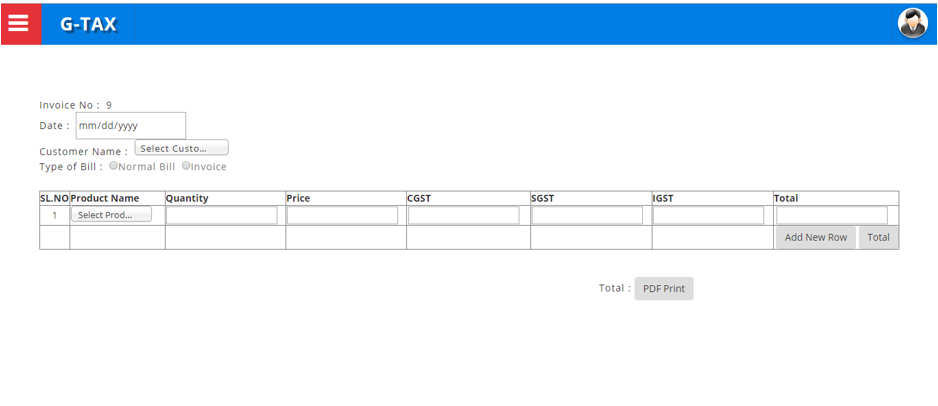 G-TAX
Invoice No : 9
Date : mm/dd/yyyy
Customer Name : Select Custo...
Type of Bill : Normal Bill Invoice
SL.NO Product Name Quantity Price CGST SGST IGST Total
1 Select Prod...
Add New Row Total
Total : PDF Print